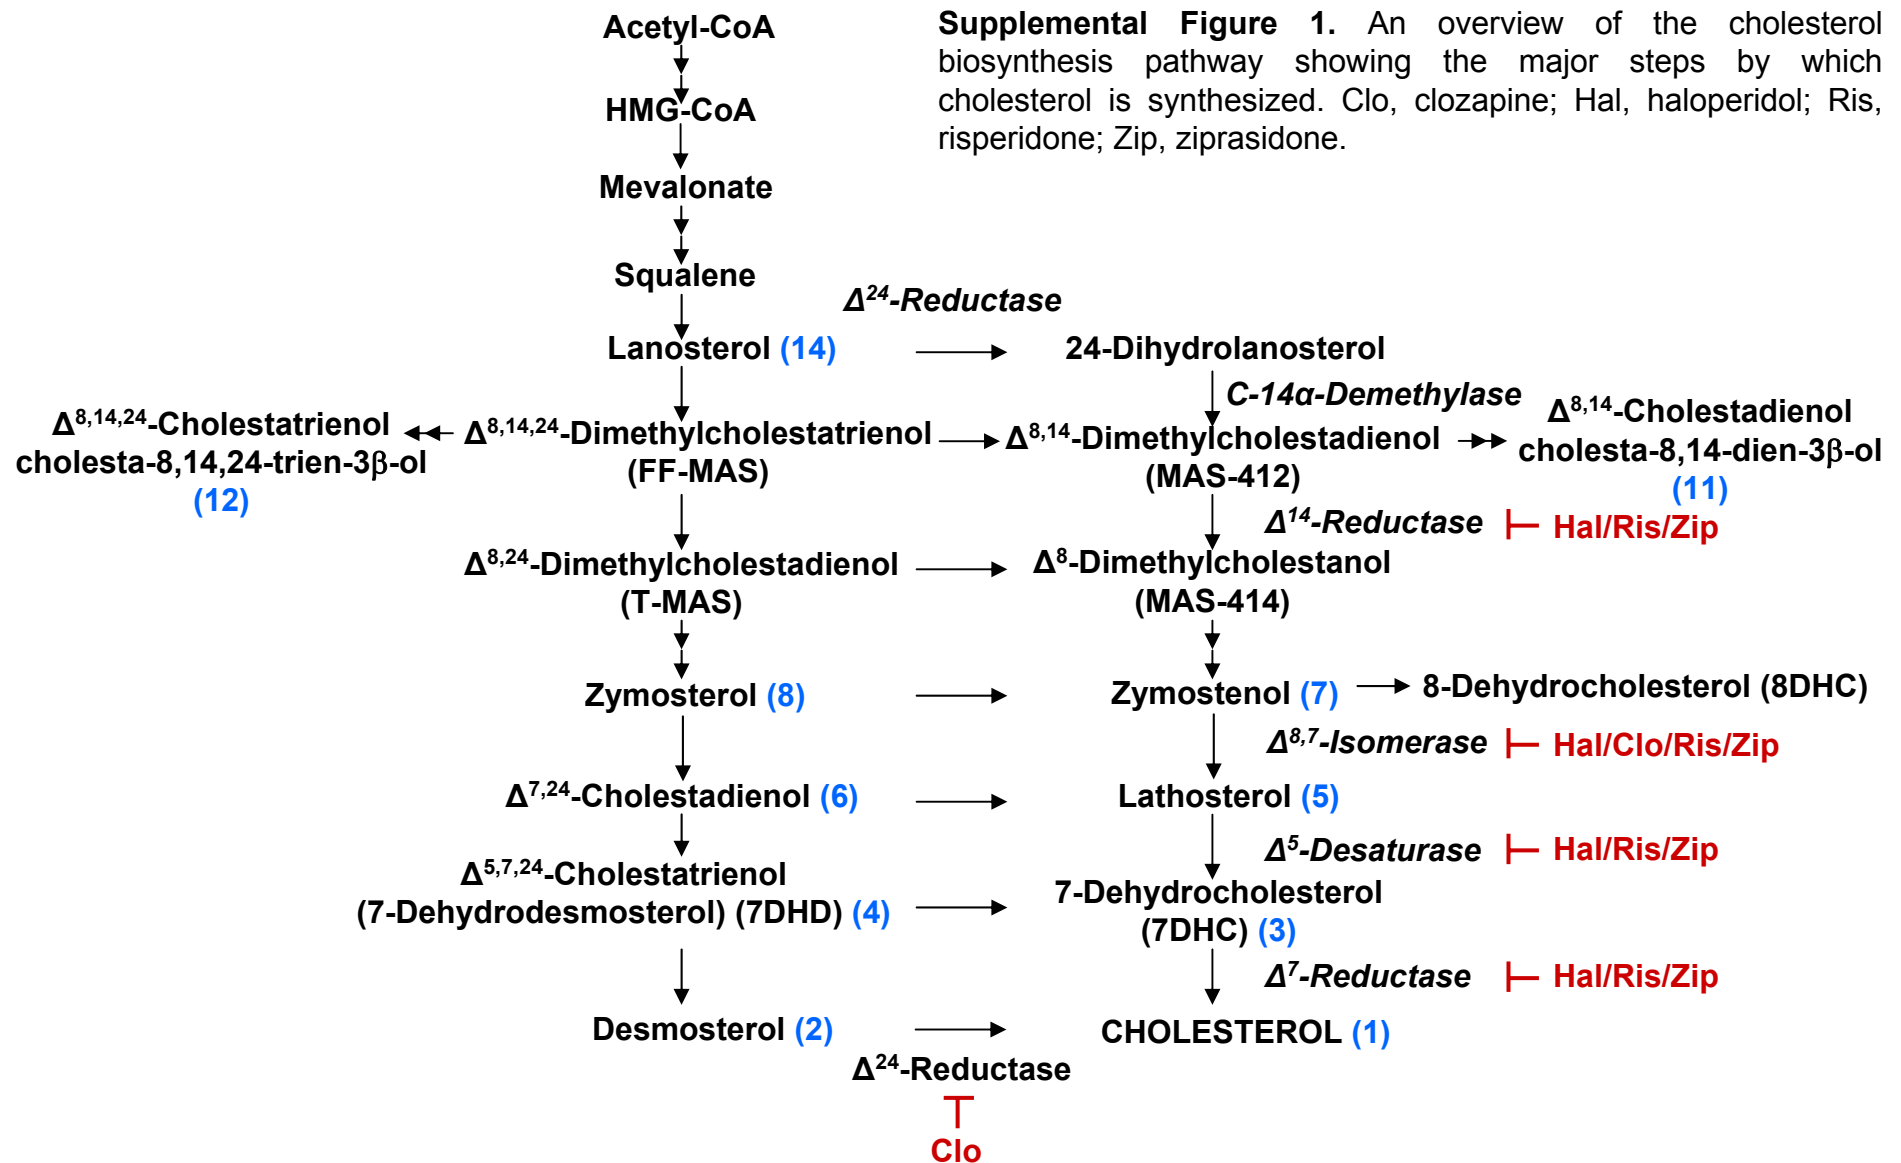 Acetyl-CoA
Supplemental Figure 1. An overview of the cholesterol
biosynthesis pathway showing the major steps by which
cholesterol is synthesized. Clo, clozapine; Hal, haloperidol; Ris,
risperidone; Zip, ziprasidone.
HMG-CoA
Mevalonate
Squalene
Δ24-Reductase
Lanosterol (14)
24-Dihydrolanosterol
C-14α-Demethylase
Δ8,14,24-Cholestatrienol
cholesta-8,14,24-trien-3β-ol
(12)
Δ8,14,24-Dimethylcholestatrienol
(FF-MAS)
Δ8,14-Dimethylcholestadienol
(MAS-412)
Δ8,14-Cholestadienol
cholesta-8,14-dien-3β-ol
(11)
Δ14-Reductase
Hal/Ris/Zip
Δ8,24-Dimethylcholestadienol
(T-MAS)
Δ8-Dimethylcholestanol
(MAS-414)
Zymosterol (8)
Zymostenol (7)
8-Dehydrocholesterol (8DHC)
Δ8,7-Isomerase
Hal/Clo/Ris/Zip
Δ7,24-Cholestadienol (6)
Lathosterol (5)
Δ5-Desaturase
Hal/Ris/Zip
Δ5,7,24-Cholestatrienol
(7-Dehydrodesmosterol) (7DHD) (4)
7-Dehydrocholesterol
(7DHC) (3)
Δ7-Reductase
Hal/Ris/Zip
Desmosterol (2)
CHOLESTEROL (1)
Δ24-Reductase
Clo